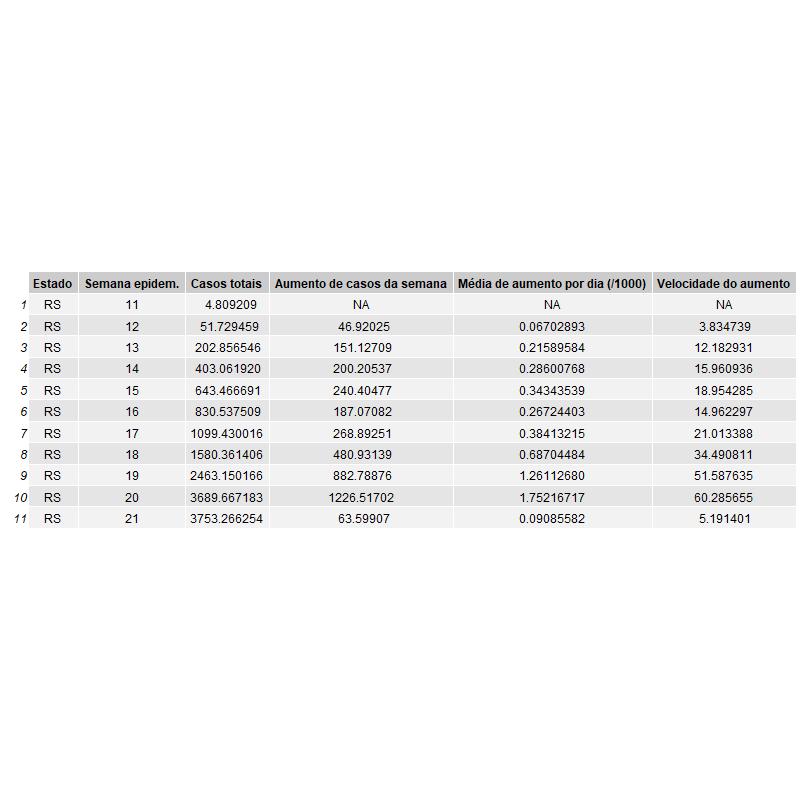 Estado Semana epidem. Casos totais Aumento de casos da semana Média de aumento por dia (/1000) Velocidade do aumento
1 RS 11 4.809209 NA NA NA
2 RS 12 51.729459 46.92025 0.06702893 3.834739
3 RS 13 202.856546 151.12709 0.21589584 12.182931
4 RS 14 403.061920 200.20537 0.28600768 15.960936
5 RS 15 643.466691 240.40477 0.34343539 18.954285
6 RS 16 830.537509 187.07082 0.26724403 14.962297
7 RS 17 1099.430016 268.89251 0.38413215 21.013388
8 RS 18 1580.361406 480.93139 0.68704484 34.490811
9 RS 19 2463.150166 882.78876 1.26112680 51.587635
10 RS 20 3689.667183 1226.51702 1.75216717 60.285655
11 RS 21 3753.266254 63.59907 0.09085582 5.191401